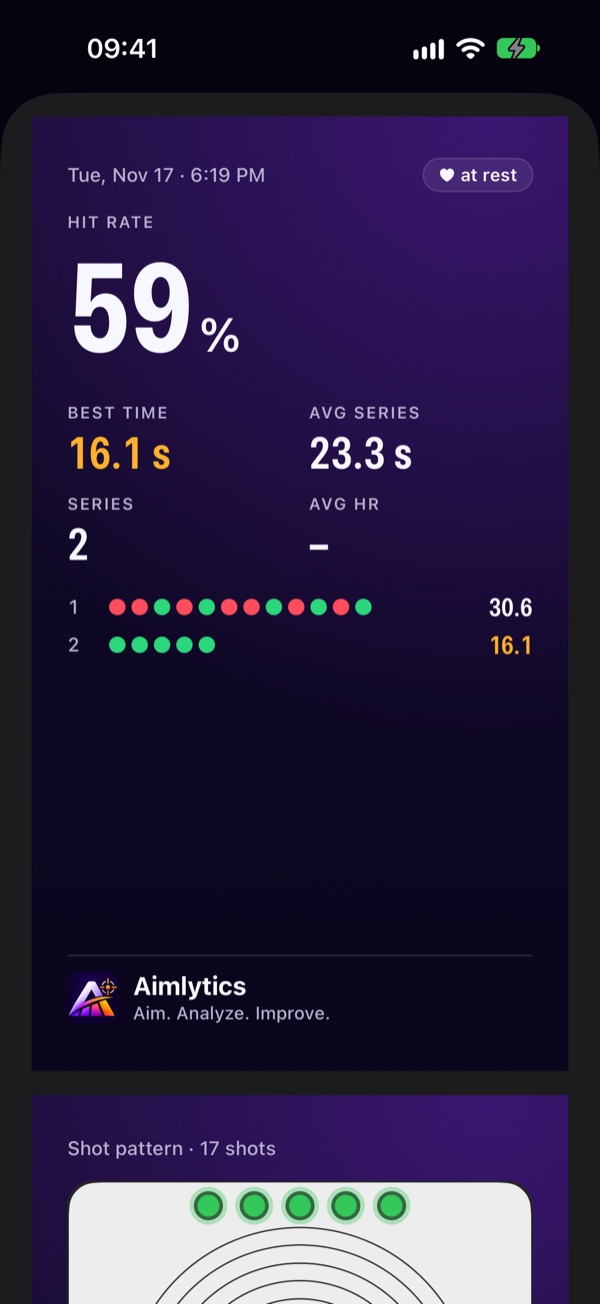 09:41
Tue, Nov 17 · 6:19 PM
at rest
HIT RATE
59 %
BEST TIME
AVG SERIES
16.1 s
23.3 s
SERIES
AVG HR
2
–
1
30.6
2
16.1
Aimlytics
Aim. Analyze. Improve.
Shot pattern · 17 shots